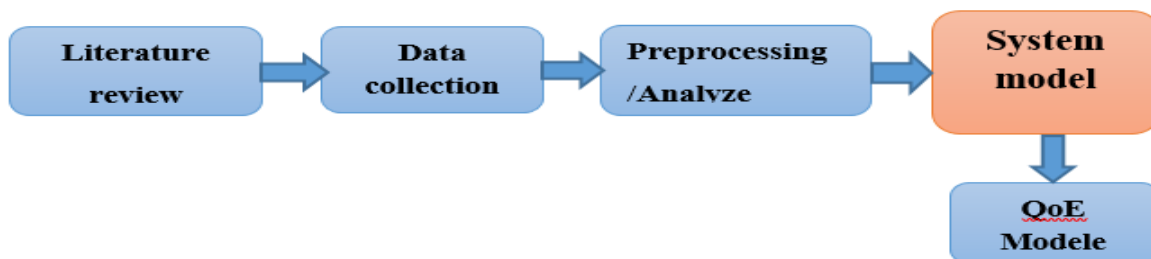 Literature
review
Data
collection
Preprocessing
/Analyze
System
model
QoE
Modele